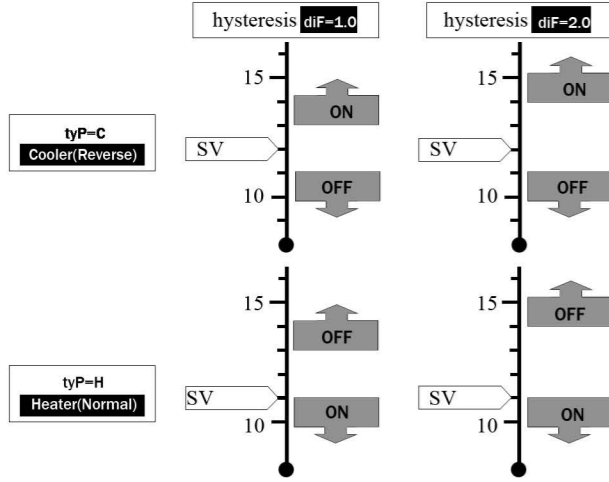 hysteresis diF=1.0
hysteresis diF=2.0
15
ON
15
ON
tyP=C
Cooler(Reverse)
SV
SV
10
OFF
10
OFF
15
OFF
15
OFF
tyP=H
Heater(Normal)
SV
SV
10
ON
10
ON